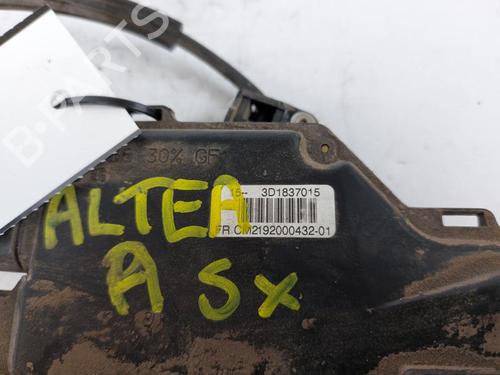 B-PARTS
30% GF
3D1837015
FR.CM2192000432-01
ALTEA
A SX